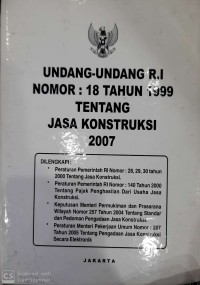 UNDANG-UNDANG R.I
NOMOR : 18 TAHUN 1999
TENTANG
JASA KONSTRUKSI
2007
DILENGKAPI :
• Peraturan Pemerintah RI Nomor : 28, 29, 30 tahun
2000 Tentang Jasa Konstruksi.
• Peraturan Pemerintah RI Nomor : 140 Tahun 2000
Tentang Pajak Penghasilan Dari Usaha Jasa
Konstruksi.
• Keputusan Menteri Permukiman dan Prasarana
Wilayah Nomor 257 Tahun 2004 Tentang Standar
dan Pedoman Pengadaan Jasa Konstruksi.
• Peraturan Menteri Pekerjaan Umum Nomor : 207
Tahun 2005 Tentang Pengadaan Jasa Konstruksi
Secara Elektronik
JAKARTA
CS